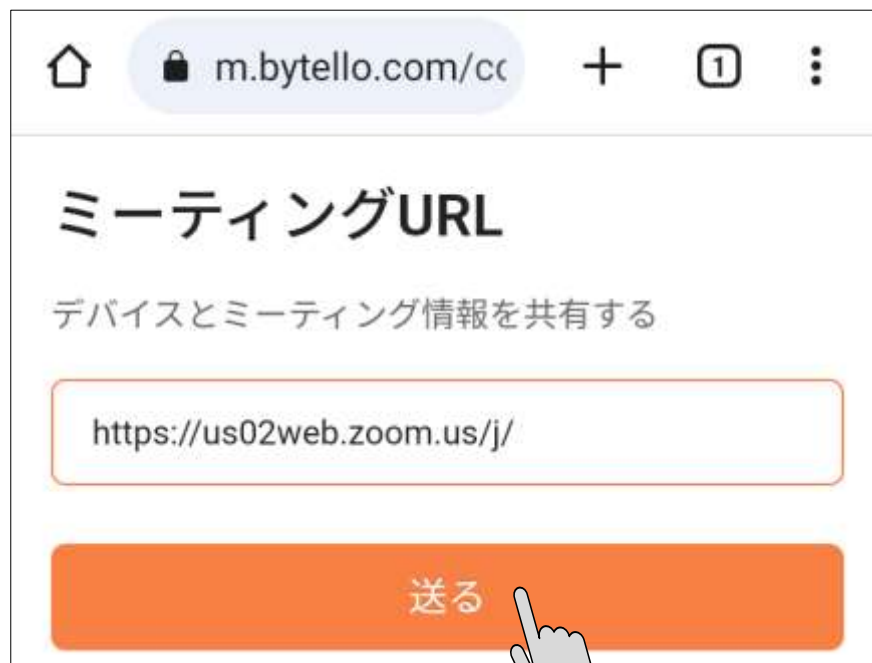 m.bytello.com/cc
1
ミーティングURL
デバイスとミーティング情報を共有する
https://us02web.zoom.us/j/
送る